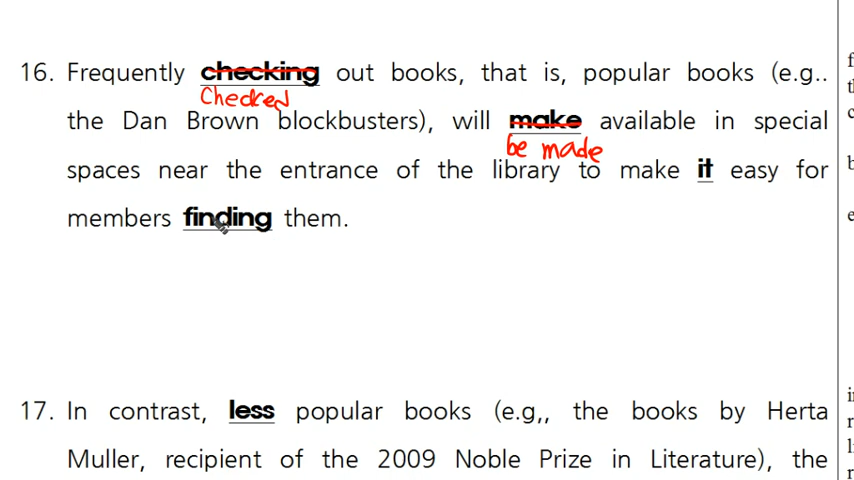 16. Frequently checking out books, that is, popular books (e.g..
Checked
the Dan Brown blockbusters), will make available in special
be made
spaces near the entrance of the library to make it easy for
members finding them.
17. In contrast, less popular books (e.g,, the books by Herta
Muller, recipient of the 2009 Noble Prize in Literature), the